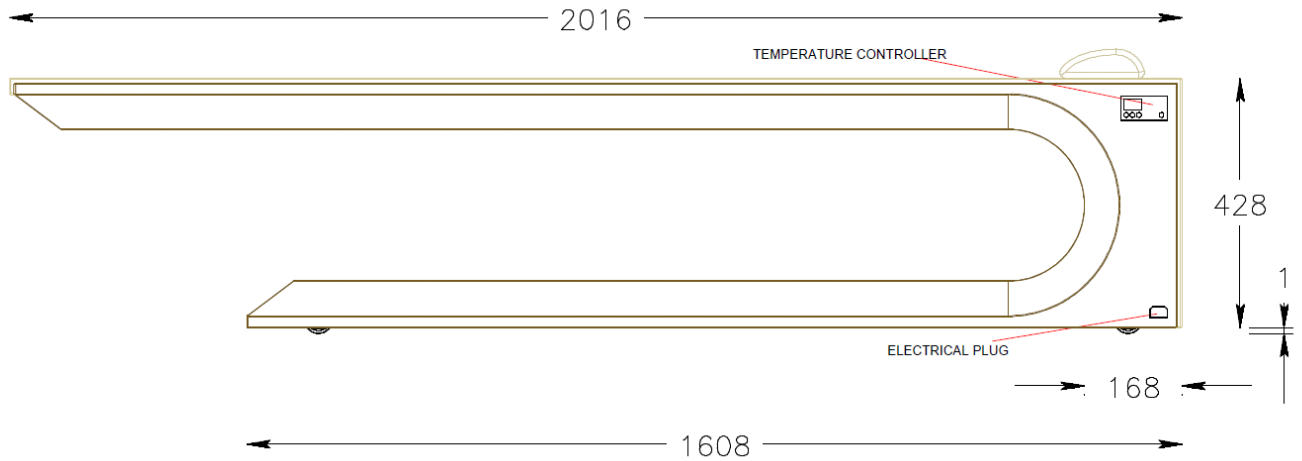 2016
TEMPERATURE CONTROLLER
428
1
ELECTRICAL PLUG
168
1608